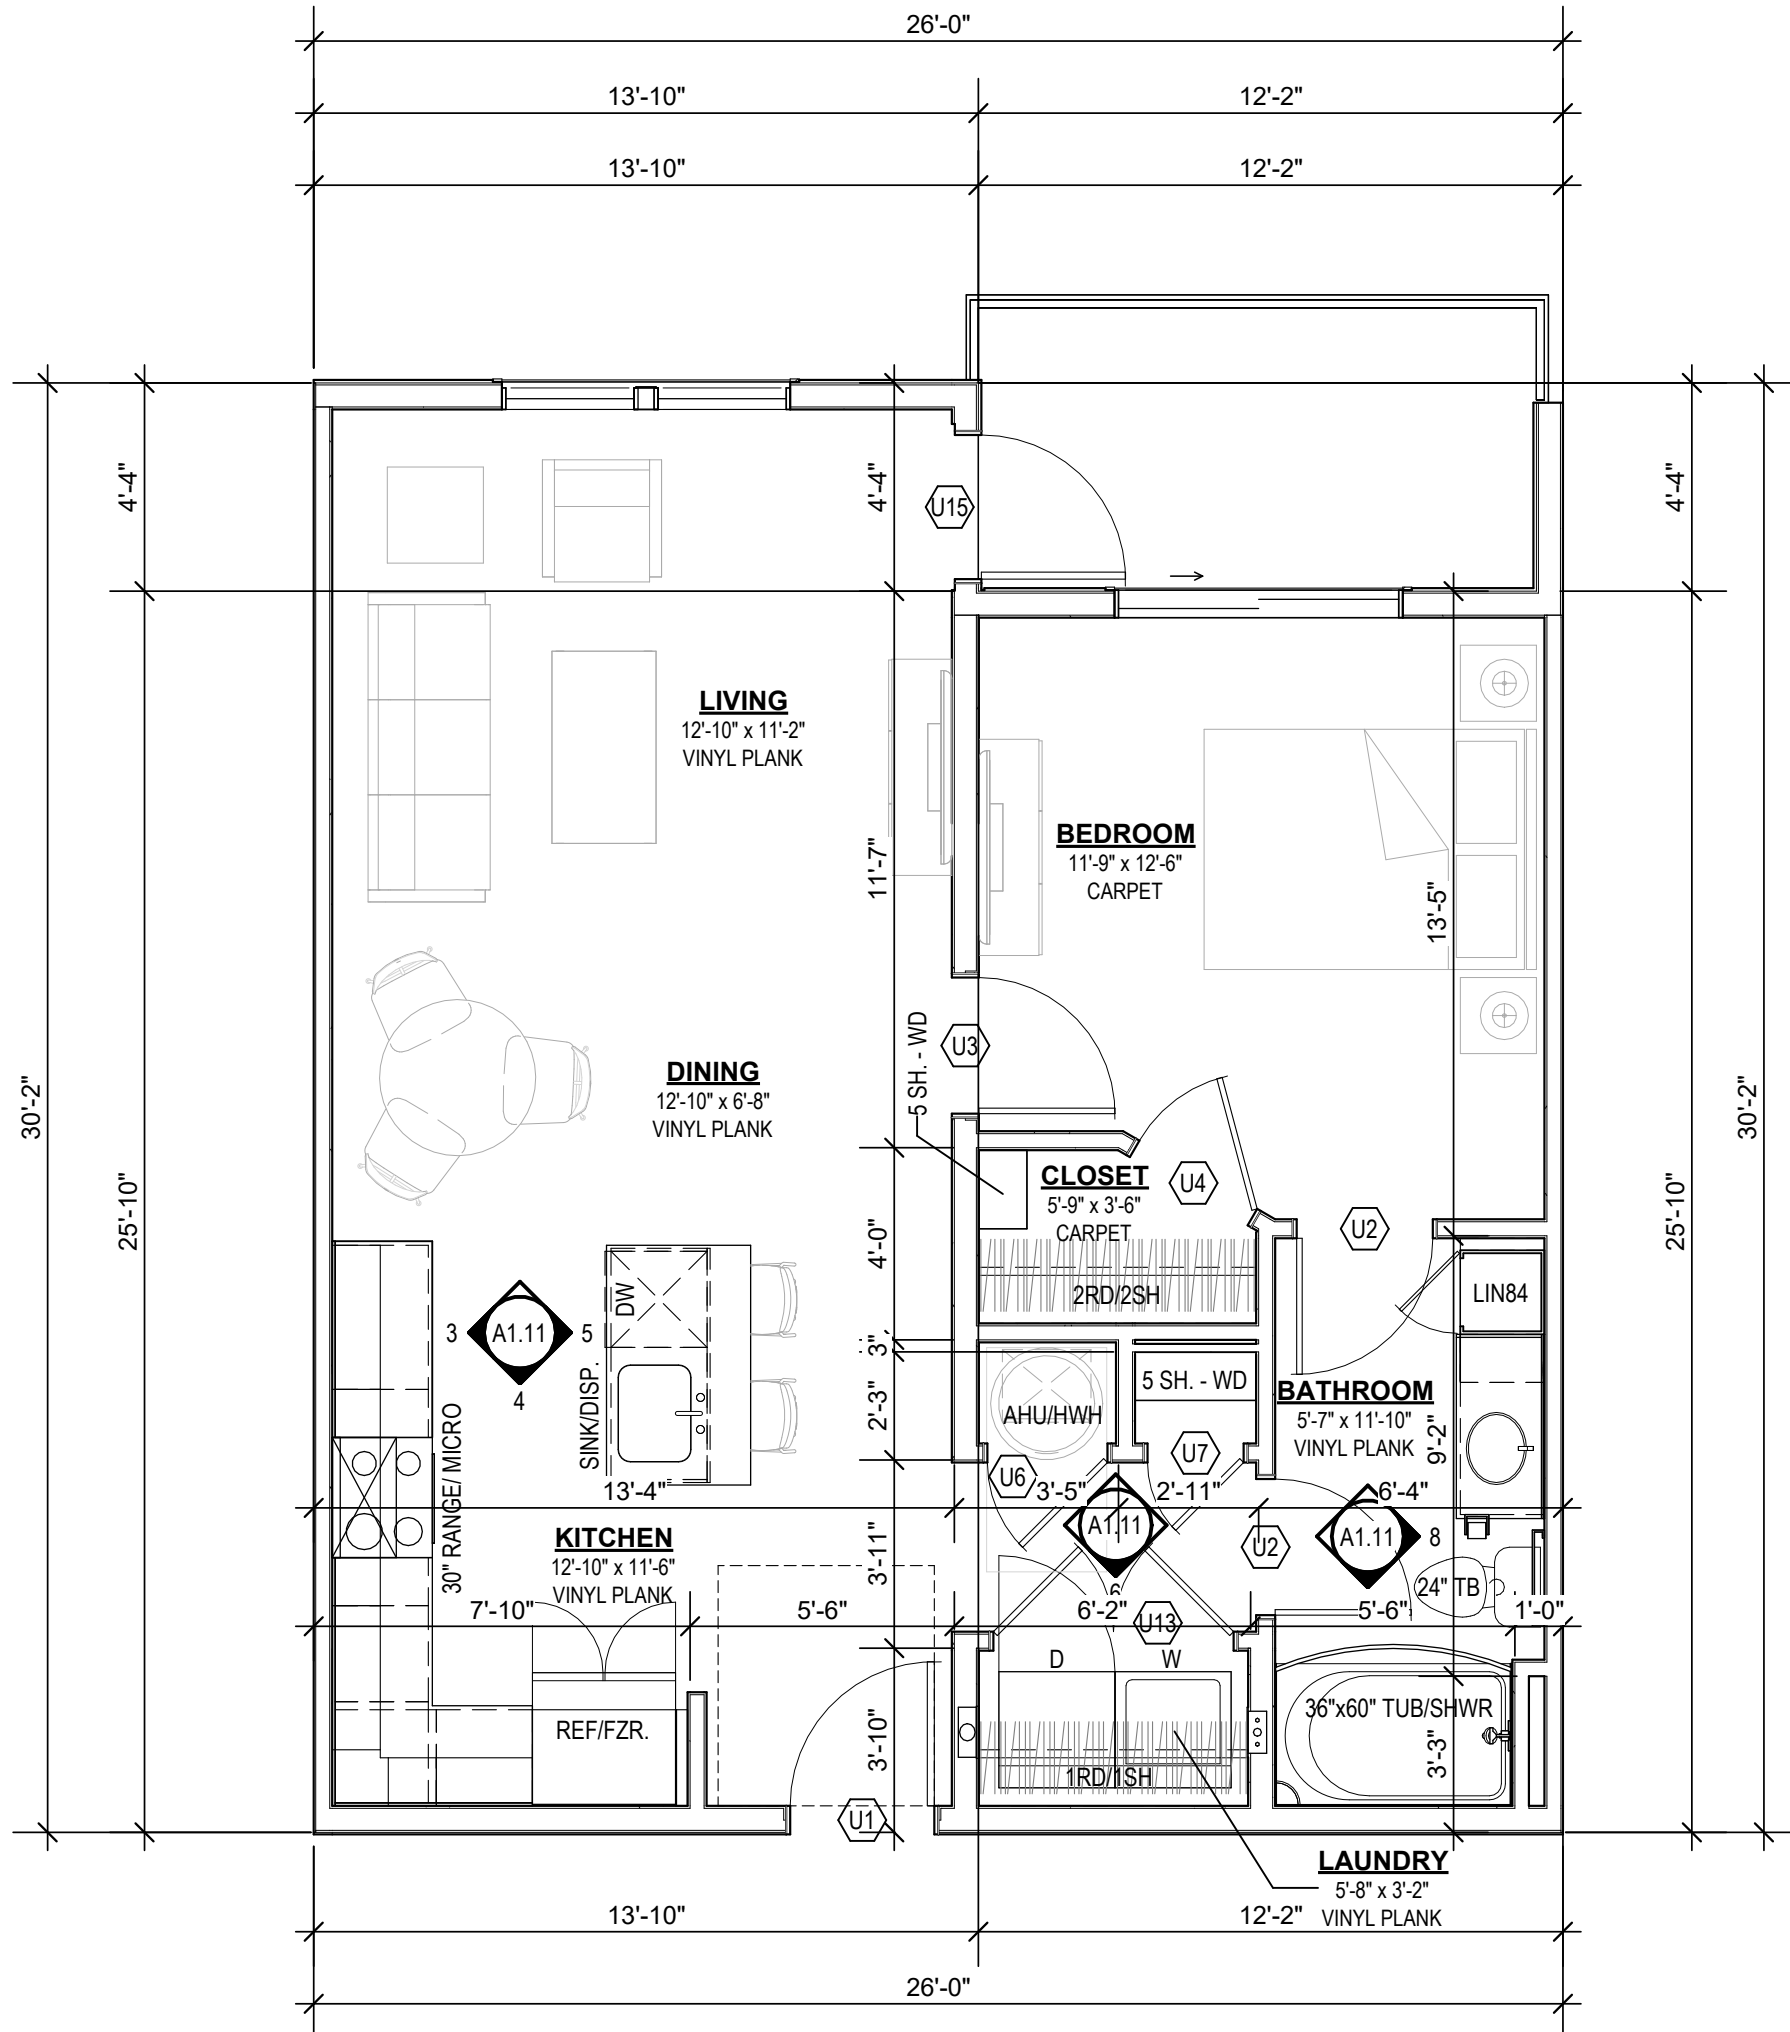 26'-0"
13'-10"
12'-2"
13'-10"
12'-2"
4'-4"
4'-4"
U15
4'-4"
LIVING
12'-10" x 11'-2"
VINYL PLANK
BEDROOM
11'-9" x 12'-6"
CARPET
11'-7"
13'-5"
5 SH. - WD
U3
DINING
12'-10" x 6'-8"
VINYL PLANK
30'-2"
30'-2"
25'-10"
25'-10"
CLOSET
5'-9" x 3'-6"
CARPET
U4
U2
4'-0"
2RD/2SH
LIN84
DW
3
A1.11
5
4
3"
SINK/DISP.
5 SH. - WD
BATHROOM
5'-7" x 11'-10"
VINYL PLANK
AHU/HWH
2'-3"
9'-2"
30" RANGE/ MICRO
U7
U6
13'-4"
3'-5"
2'-11"
6'-4"
A1.11
6
U2
A1.11
8
KITCHEN
12'-10" x 11'-6"
VINYL PLANK
3'-11"
24" TB
7'-10"
5'-6"
6'-2"
U13
5'-6"
1'-0"
D
W
REF/FZR.
3'-10"
36"x60" TUB/SHWR
3'-3"
1RD/1SH
U1
LAUNDRY
5'-8" x 3'-2"
VINYL PLANK
13'-10"
12'-2"
26'-0"